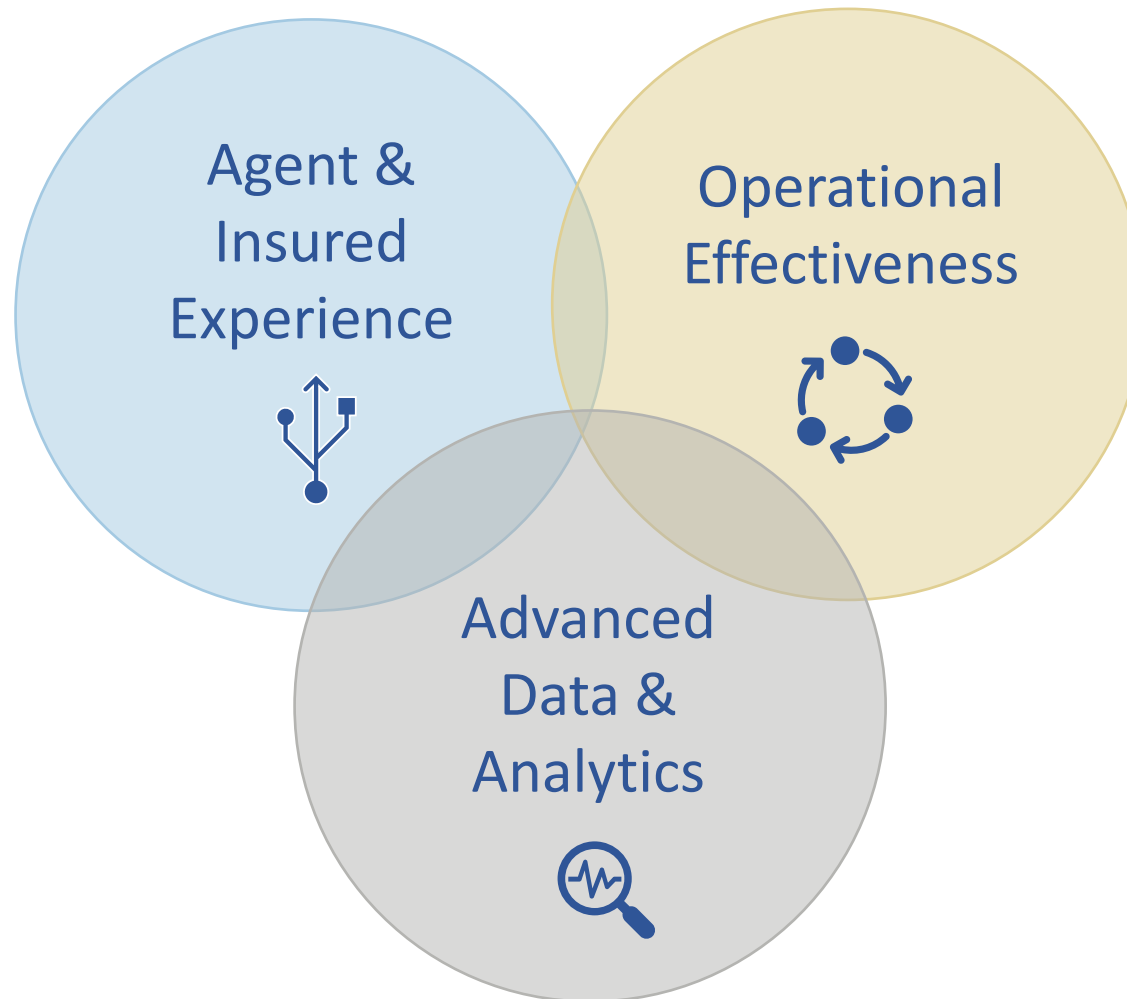 Agent &
Insured
Experience
Operational
Effectiveness
Advanced
Data &
Analytics